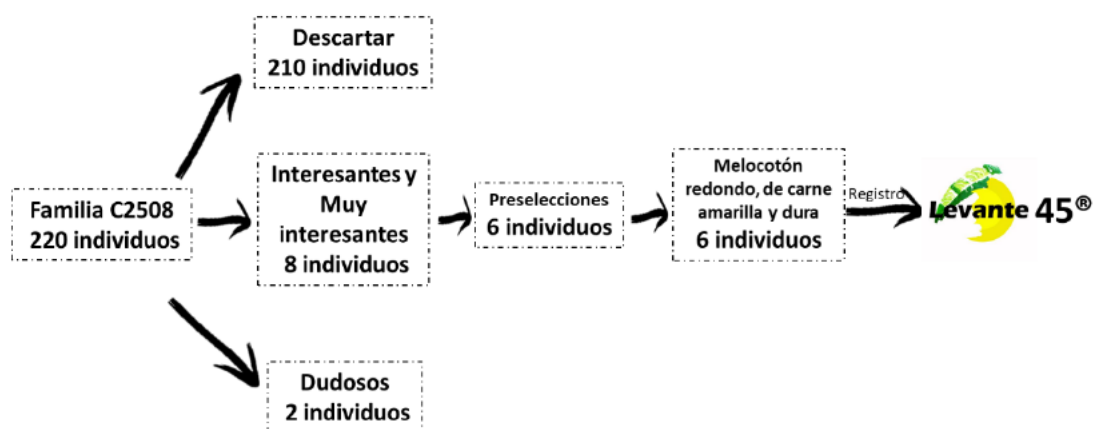 Descartar
210 individuos
Familia C2508
220 individuos
Interesantes y
Muy
interesantes
8 individuos
Preselecciones
6 individuos
Melocotón
redondo, de carne
amarilla y dura
6 individuos
Registro
Levante 45®
Dudosos
2 individuos